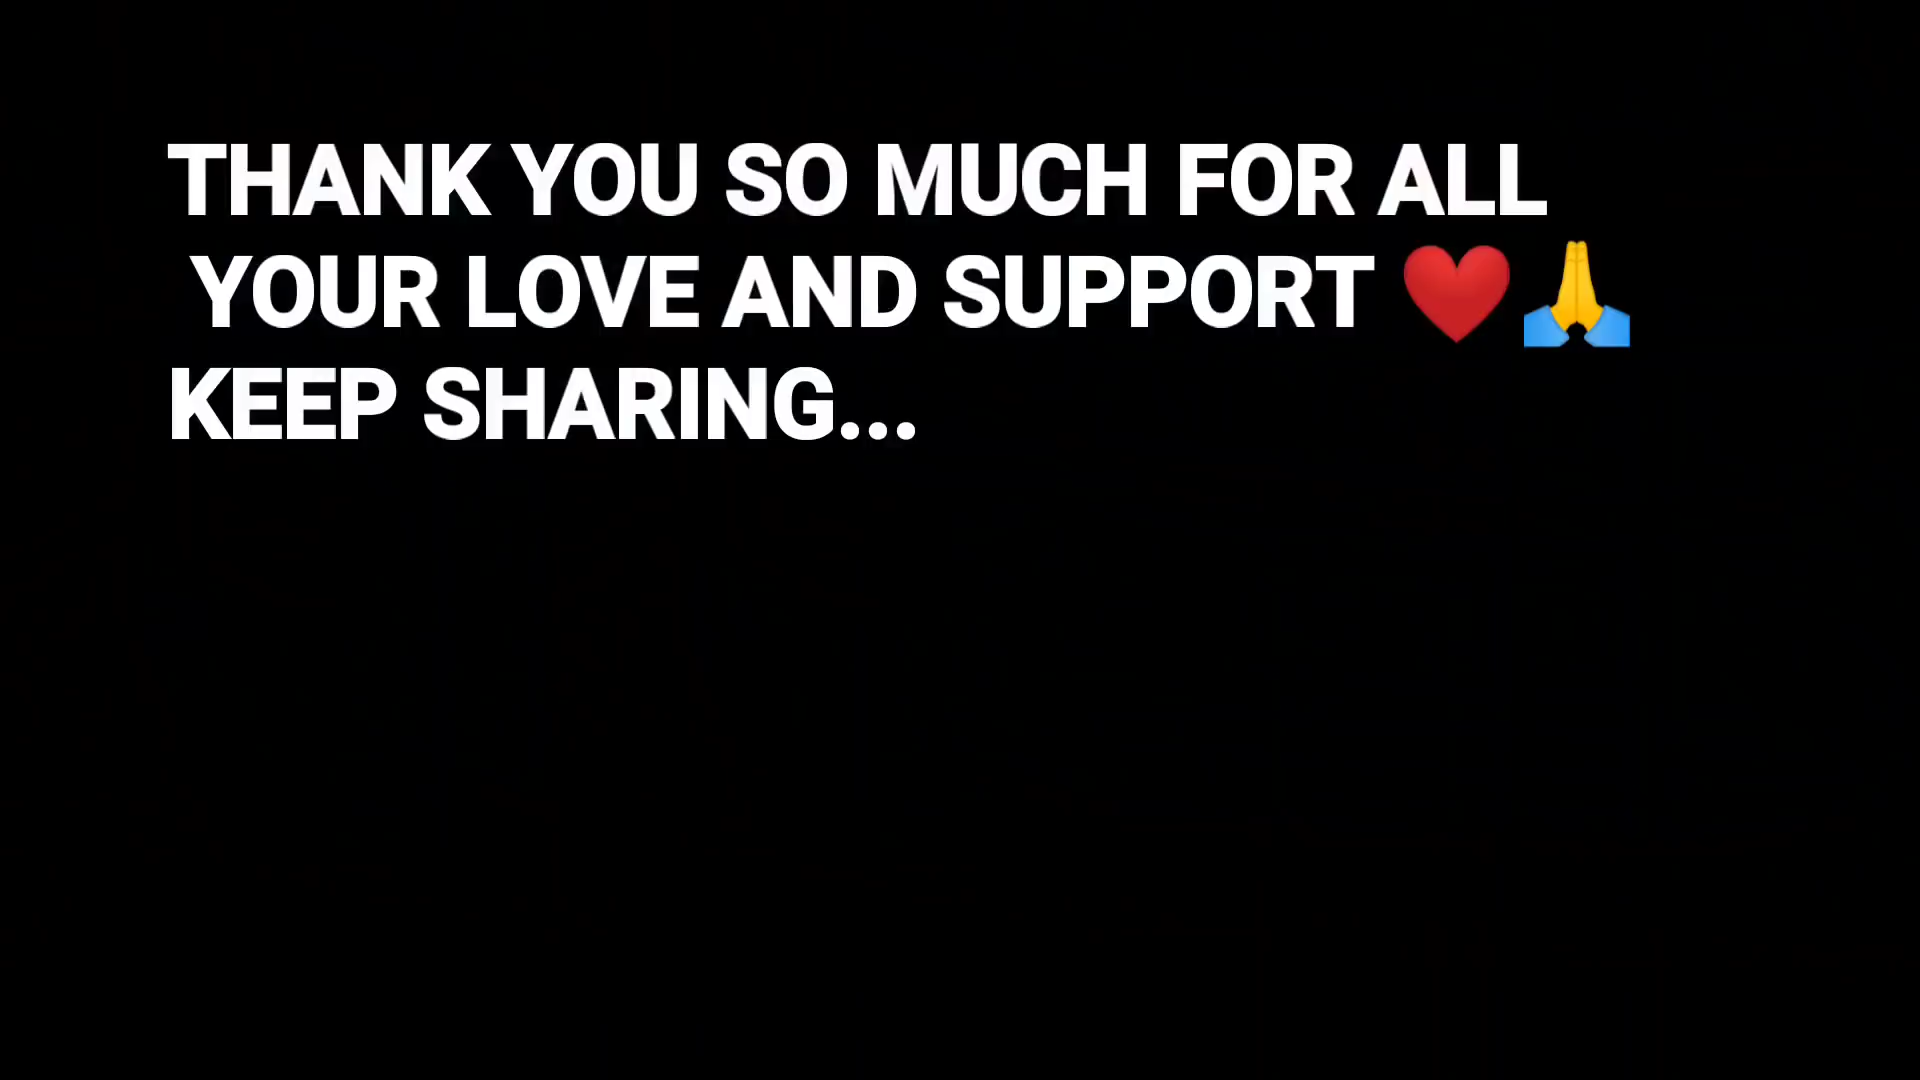 THANK YOU SO MUCH FOR ALL
YOUR LOVE AND SUPPORT ❤️🙏
KEEP SHARING...